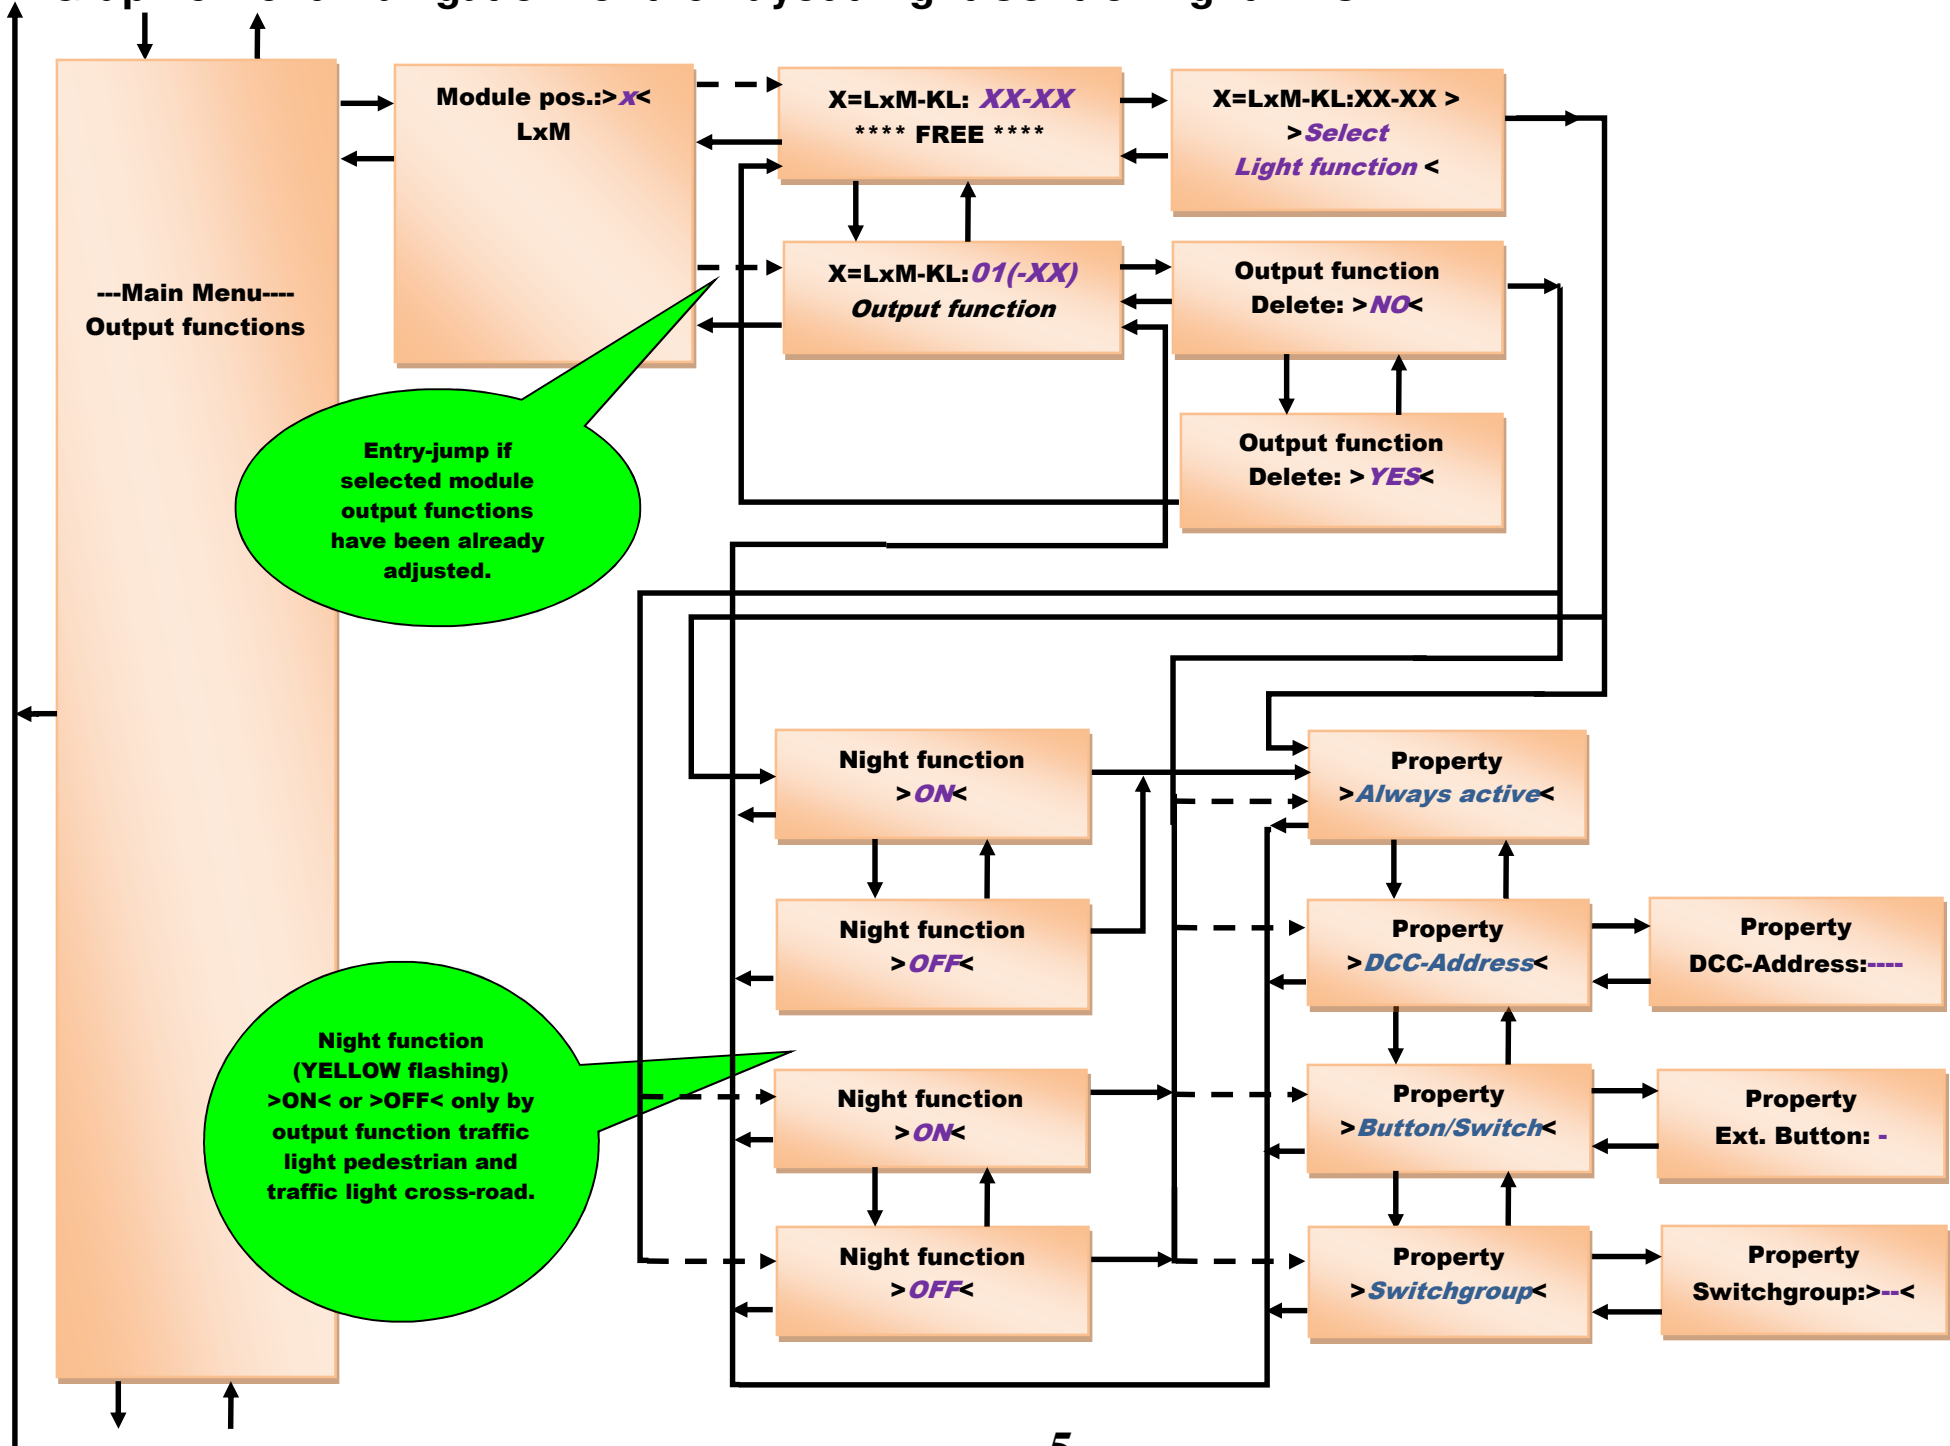 ---Main Menu----
Output functions
Module pos.:>x<
LxM
X=LxM-KL: XX-XX
**** FREE ****
X=LxM-KL:XX-XX >
>Select
Light function <
X=LxM-KL:01(-XX)
Output function
Output function
Delete: >NO<
Output function
Delete: >YES<
Entry-jump if
selected module
output functions
have been already
adjusted.
Night function
>ON<
Property
>Always active<
Night function
>OFF<
Property
>DCC-Address<
Property
DCC-Address:----
Night function
(YELLOW flashing)
>ON< or >OFF< only by
output function traffic
light pedestrian and
traffic light cross-road.
Night function
>ON<
Property
>Button/Switch<
Property
Ext. Button: -
Night function
>OFF<
Property
>Switchgroup<
Property
Switchgroup:>--<
5